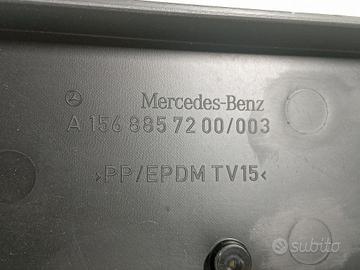 Mercedes-Benz
A 156 885 72 00/003
>PP/EPDM TV15<
subito